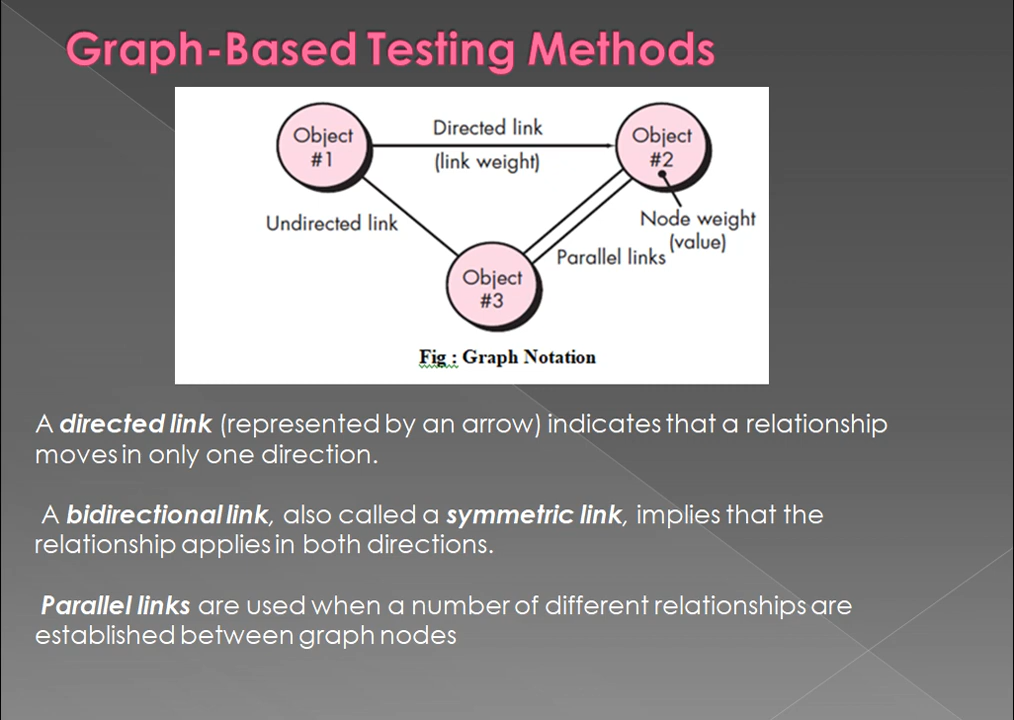 Graph-Based Testing Methods
Object
#1
Directed link
(link weight)
Object
#2
Undirected link
Node weight
(value)
Parallel links
Object
#3
Fig : Graph Notation
A directed link (represented by an arrow) indicates that a relationship
moves in only one direction.
A bidirectional link, also called a symmetric link, implies that the
relationship applies in both directions.
Parallel links are used when a number of different relationships are
established between graph nodes